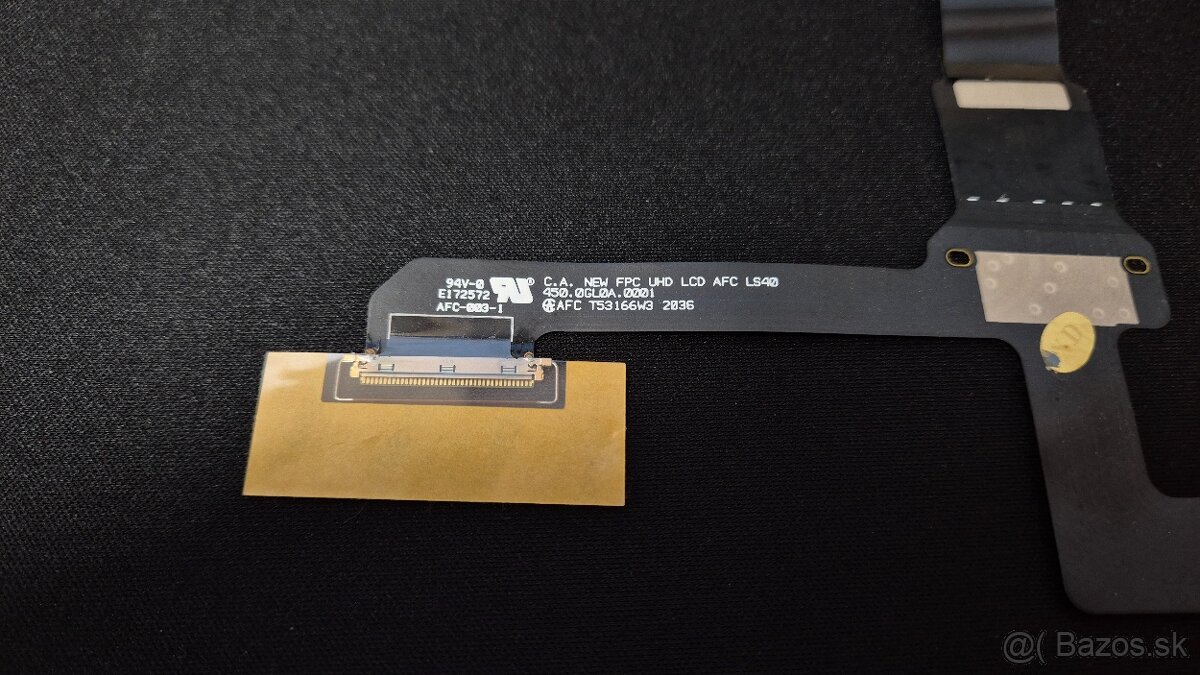 94V-0
E172572
AFC-003-1
C.A. NEW FPC UHD LCD AFC LS40
450.0GL0A.0001
AFC T53166W3 2036
@( Bazos.sk